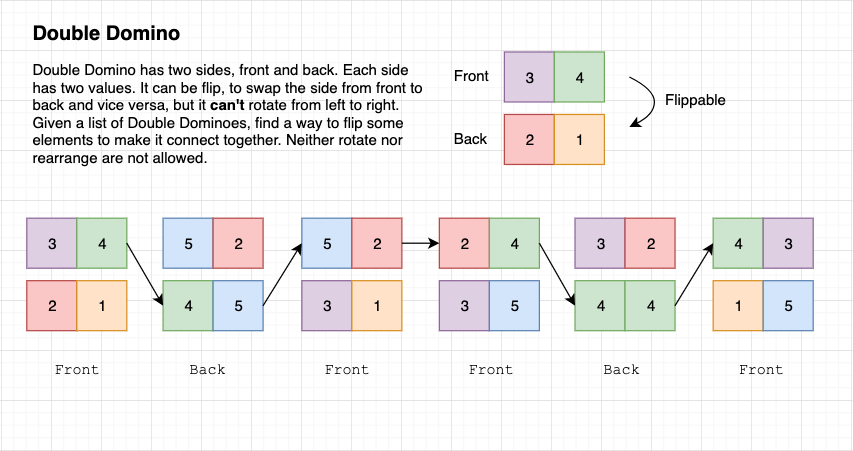 Double Domino
Double Domino has two sides, front and back. Each side
has two values. It can be flip, to swap the side from front to
back and vice versa, but it can't rotate from left to right.
Given a list of Double Dominoes, find a way to flip some
elements to make it connect together. Neither rotate nor
rearrange are not allowed.
Front
3 4
Flippable
Back
2 1
3 4 5 2 5 2 2 4 3 2 4 3
2 1 4 5 3 1 3 5 4 4 1 5
Front Back Front Front Back Front